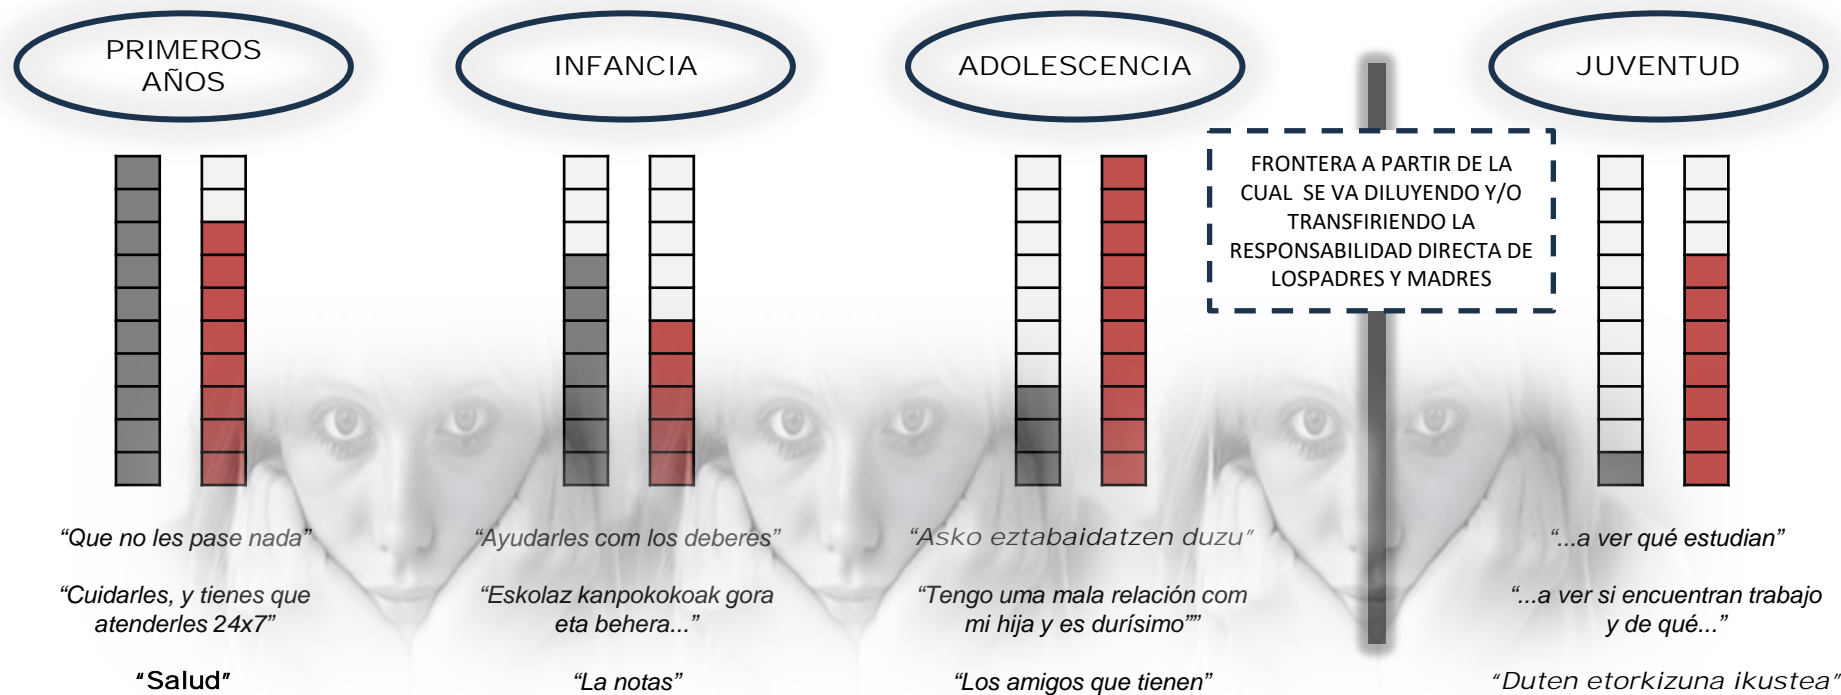 PRIMEROS
AÑOS
INFANCIA
ADOLESCENCIA
JUVENTUD
FRONTERA A PARTIR DE LA
CUAL SE VA DILUYENDO Y/O
TRANSFIRIENDO LA
RESPONSABILIDAD DIRECTA DE
LOSPADRES Y MADRES
“Que no les pase nada”
“Cuidarles, y tienes que
atenderles 24x7”
“Salud”
“Ayudarles com los deberes”
“Eskolaz kanpokokoak gora
eta behera...”
“La notas”
“Asko eztabaidatzen duzu”
“Tengo uma mala relación com
mi hija y es durísimo””
“Los amigos que tienen”
“...a ver qué estudian”
“...a ver si encuentran trabajo
y de qué...”
“Duten etorkizuna ikustea”